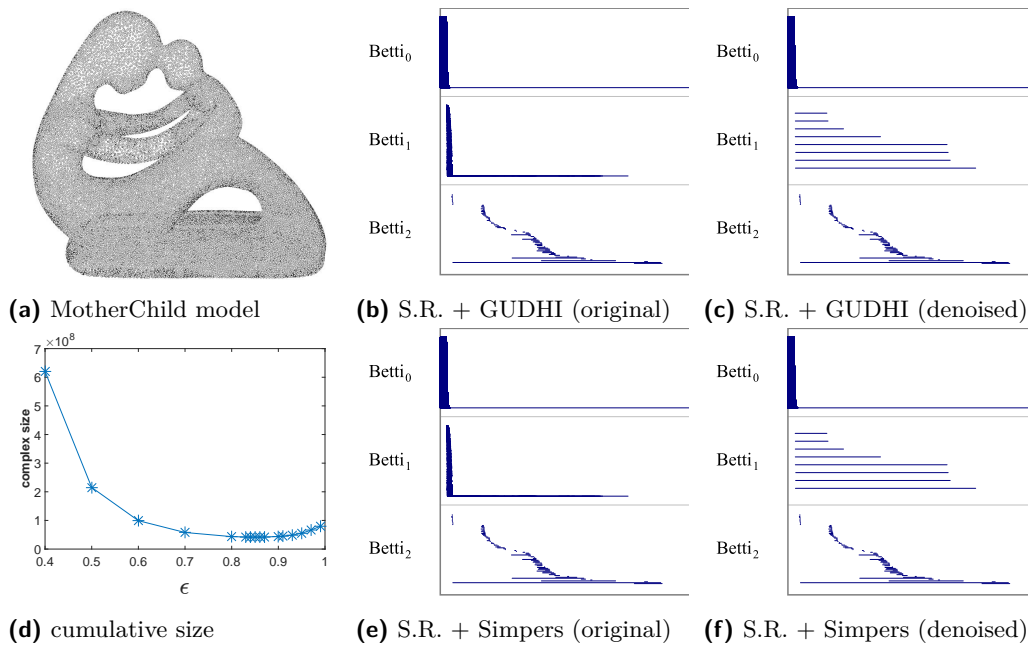 Betti0
Betti1
Betti2
Betti0
Betti1
Betti2
(a) MotherChild model
(b) S.R. + GUDHI (original)
(c) S.R. + GUDHI (denoised)
×10^8
7
6
5
4
3
2
1
0
complex size
0.4 0.5 0.6 0.7 0.8 0.9 1
ϵ
Betti0
Betti1
Betti2
Betti0
Betti1
Betti2
(d) cumulative size
(e) S.R. + Simpers (original)
(f) S.R. + Simpers (denoised)